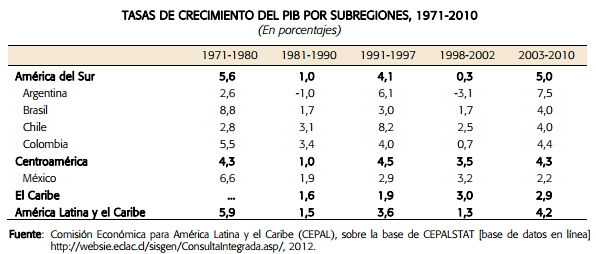 TASAS DE CRECIMIENTO DEL PIB POR SUBREGIONES, 1971-2010
(En porcentajes)
1971-1980 1981-1990 1991-1997 1998-2002 2003-2010
América del Sur 5,6 1,0 4,1 0,3 5,0
Argentina 2,6 -1,0 6,1 -3,1 7,5
Brasil 8,8 1,7 3,0 1,7 4,0
Chile 2,8 3,1 8,2 2,5 4,0
Colombia 5,5 3,4 4,0 0,7 4,4
Centroamérica 4,3 1,0 4,5 3,5 4,3
México 6,6 1,9 2,9 3,2 2,2
El Caribe ... 1,6 1,9 3,0 2,9
América Latina y el Caribe 5,9 1,5 3,6 1,3 4,2
Fuente: Comisión Económica para América Latina y el Caribe (CEPAL), sobre la base de CEPALSTAT [base de datos en línea]
http://websie.eclac.cl/sisgen/ConsultaIntegrada.asp/, 2012.